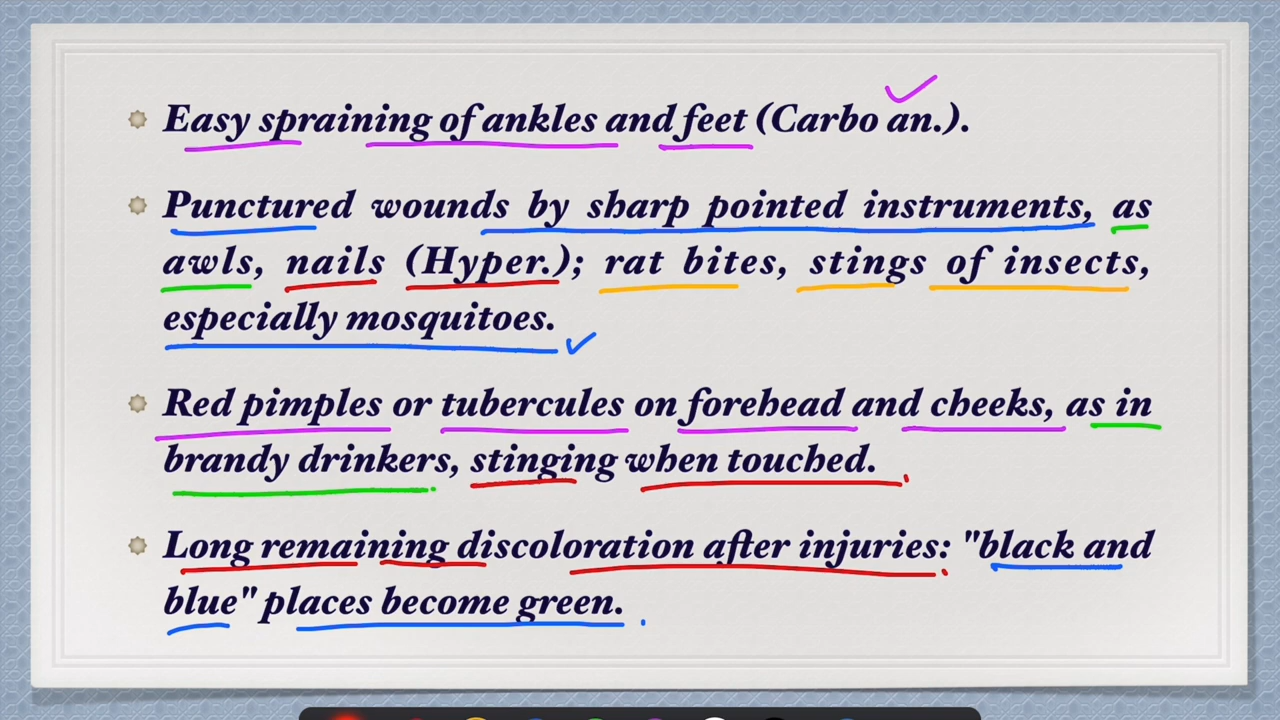 Easy spraining of ankles and feet (Carbo an.).
Punctured wounds by sharp pointed instruments, as
awls, nails (Hyper.); rat bites, stings of insects,
especially mosquitoes.
Red pimples or tubercules on forehead and cheeks, as in
brandy drinkers, stinging when touched.
Long remaining discoloration after injuries: "black and
blue" places become green.